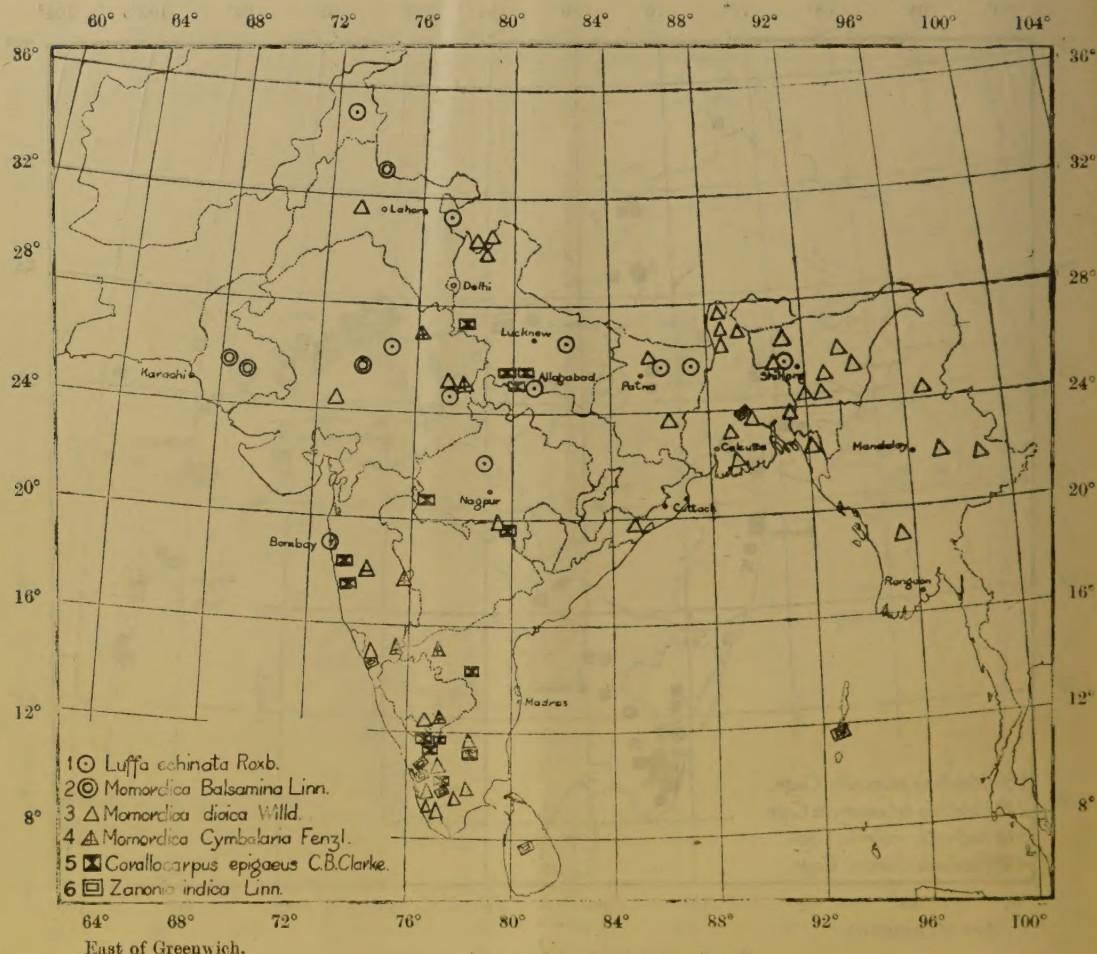 60° 64° 68° 72° 76° 80° 84° 88° 92° 96° 100° 104°
36° 36°
32° 32°
Lahore
28° 28°
Delhi
Lucknow
Karachi Allahabad Patna Shillong
24° 24°
Calcutta Mandalay
20° Nagpur Cuttack 20°
Bombay
16° Rangoon 16°
12° Madras 12°
1 Luffa echinata Roxb.
2 Momordica Balsamina Linn.
8° 3 Momordica dioica Willd. 8°
4 Momordica Cymbalaria Fenzl.
5 Corallocarpus epigaeus C.B.Clarke.
6 Zanonia indica Linn.
64° 68° 72° 76° 80° 84° 88° 92° 96° 100°
East of Greenwich.